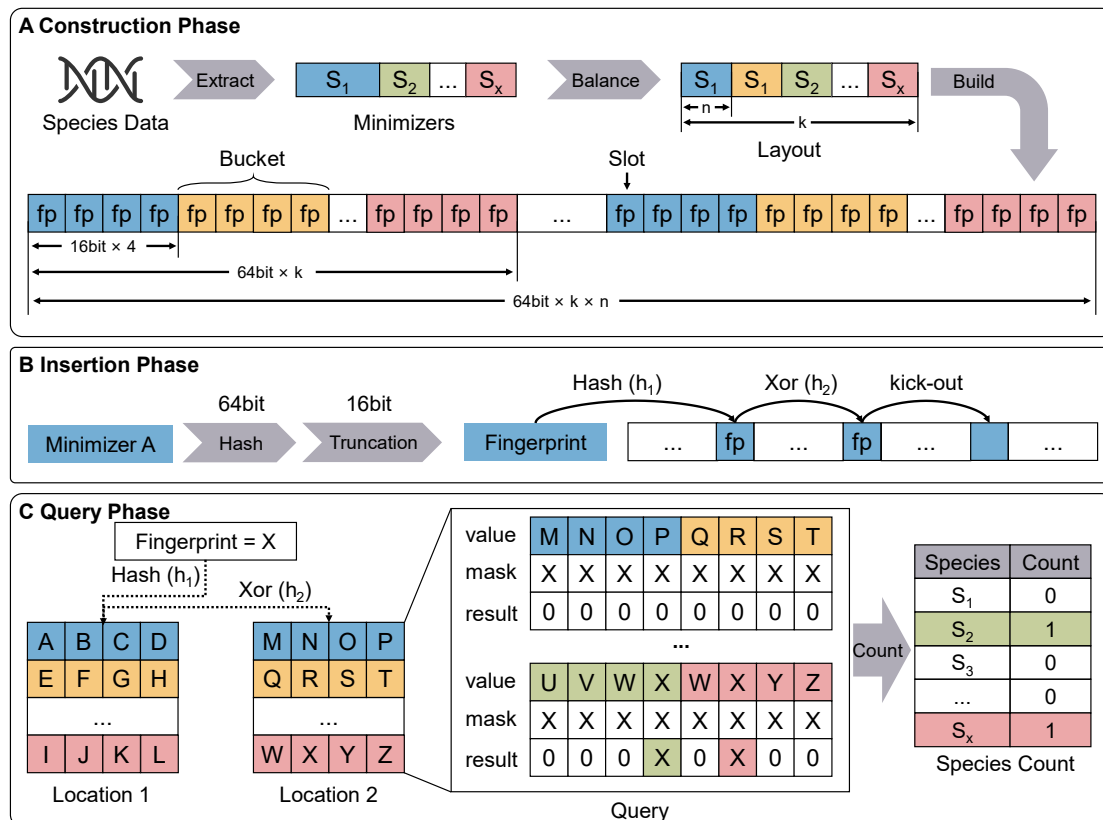 A Construction Phase
Extract
Balance
Build
S1 S2 ... Sx
S1 S1 S2 ... Sx
n
k
Species Data
Minimizers
Layout
Bucket
Slot
fp fp fp fp fp fp fp fp ... fp fp fp fp ... fp fp fp fp fp fp fp fp ... fp fp fp fp
16bit × 4
64bit × k
64bit × k × n
B Insertion Phase
64bit
16bit
Hash (h1)
Xor (h2)
kick-out
Minimizer A
Hash
Truncation
Fingerprint
... fp ... fp ... ...
C Query Phase
Fingerprint = X
Hash (h1)
Xor (h2)
A B C D
E F G H
...
I J K L
Location 1
M N O P
Q R S T
...
W X Y Z
Location 2
value M N O P Q R S T
mask X X X X X X X X
result 0 0 0 0 0 0 0 0
...
value U V W X W X Y Z
mask X X X X X X X X
result 0 0 0 X 0 X 0 0
Query
Count
Species Count
S1 0
S2 1
S3 0
... 0
Sx 1
Species Count